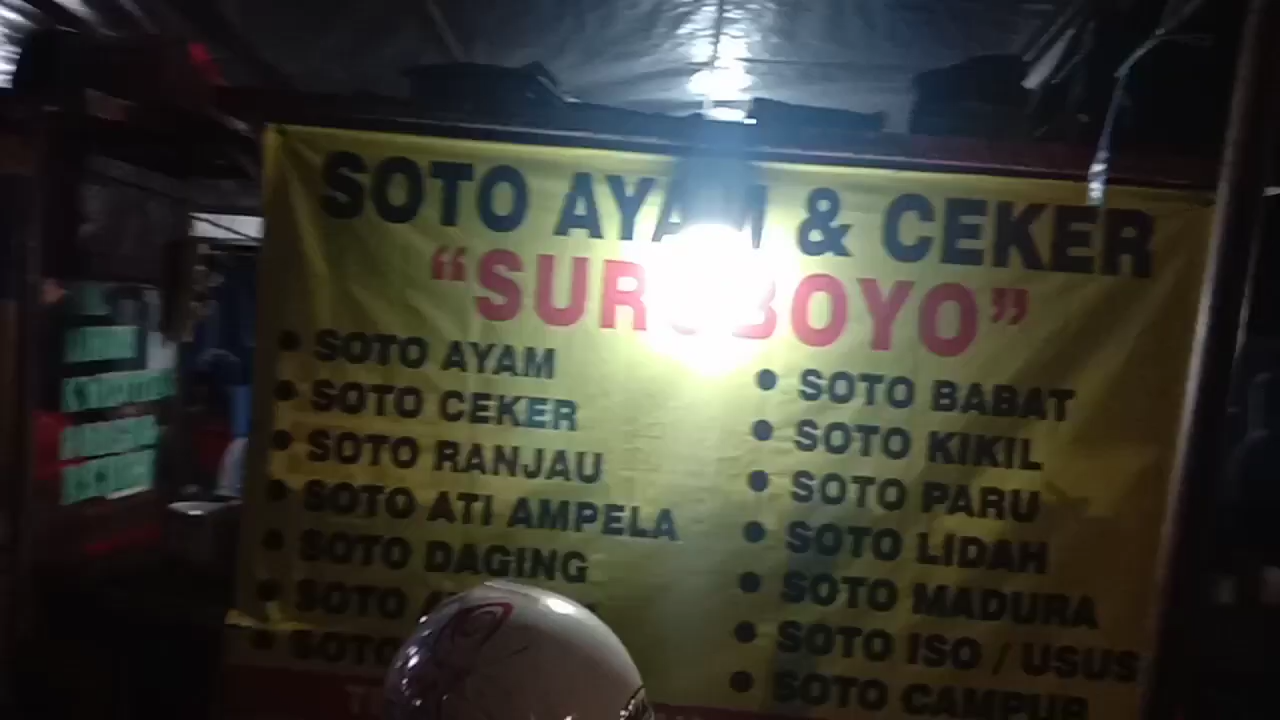 SOTO AYAM & CEKER
"SUROBOYO"
SOTO AYAM
SOTO CEKER
SOTO RANJAU
SOTO ATI AMPELA
SOTO DAGING
SOTO
SOTO
SOTO BABAT
SOTO KIKIL
SOTO PARU
SOTO LIDAH
SOTO MADURA
SOTO ISO / USUS
SOTO CAMPUR